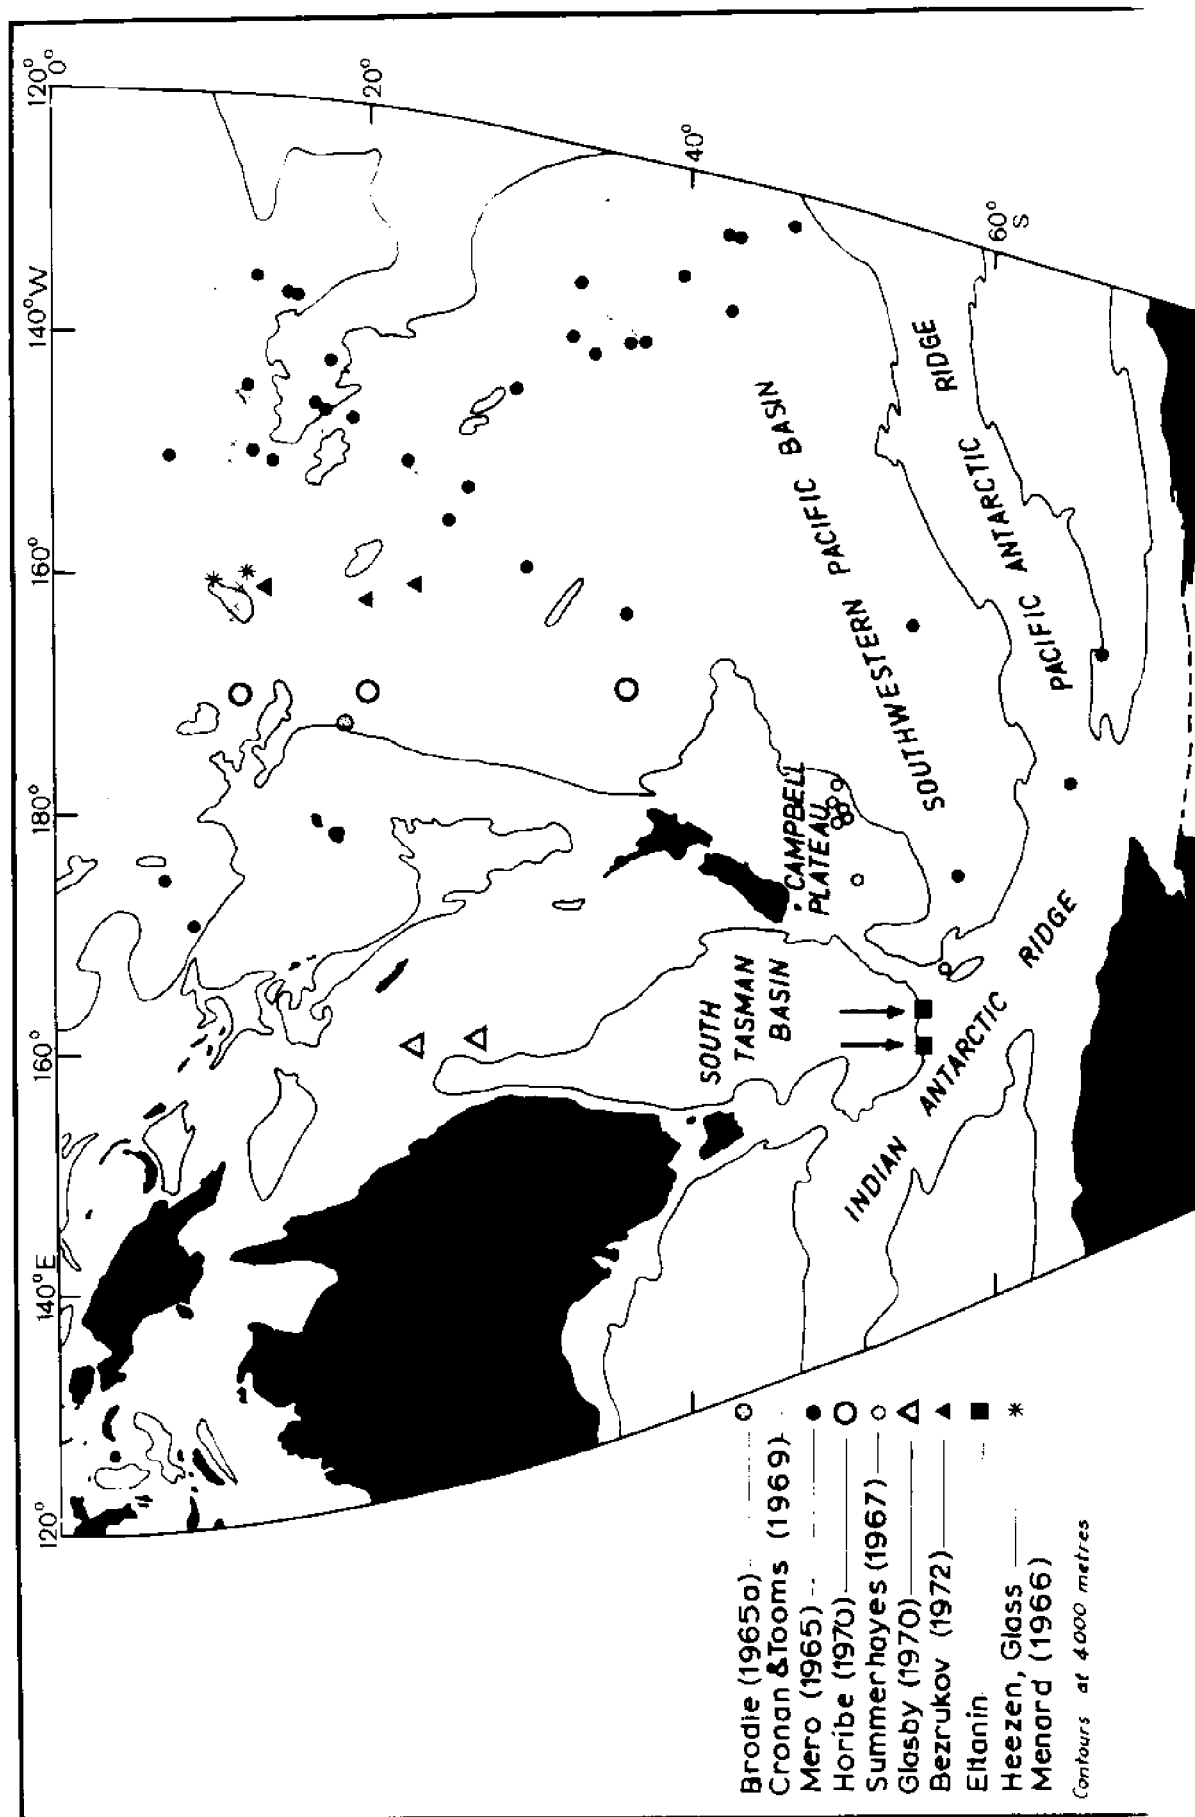 120°
140°E
160°
180°
160°
140°W
120°
0°
20°
40°
60°
S
SOUTH
TASMAN
BASIN
CAMPBELL
PLATEAU
SOUTHWESTERN PACIFIC BASIN
PACIFIC ANTARCTIC RIDGE
INDIAN ANTARCTIC RIDGE
Brodie (1965a)
Cronan & Tooms (1969)
Mero (1965)
Horibe (1970)
Summerhayes (1967)
Glasby (1970)
Bezrukov (1972)
Eltanin
Heezen, Glass
Menard (1966)
Contours at 4000 metres